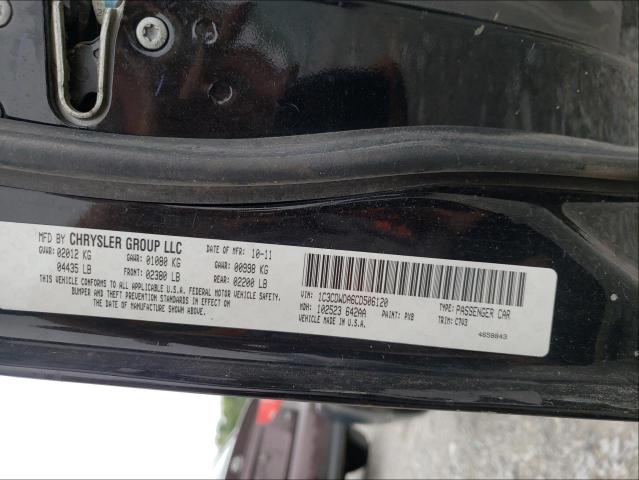 MFD BY CHRYSLER GROUP LLC DATE OF MFR: 10-11
GVWR: 02012 KG GAWR: 01080 KG GAWR: 00998 KG
04435 LB FRONT: 02380 LB REAR: 02200 LB
THIS VEHICLE CONFORMS TO ALL APPLICABLE U.S.A. FEDERAL MOTOR VEHICLE SAFETY,
BUMPER AND THEFT PREVENTION STANDARDS IN EFFECT ON
THE DATE OF MANUFACTURE SHOWN ABOVE.
VIN: 1C3CDWDA6CD506120 TYPE: PASSENGER CAR
MDH: 102523 642AA PAINT: PX8 TRIM: C7V3
VEHICLE MADE IN U.S.A. 4658843